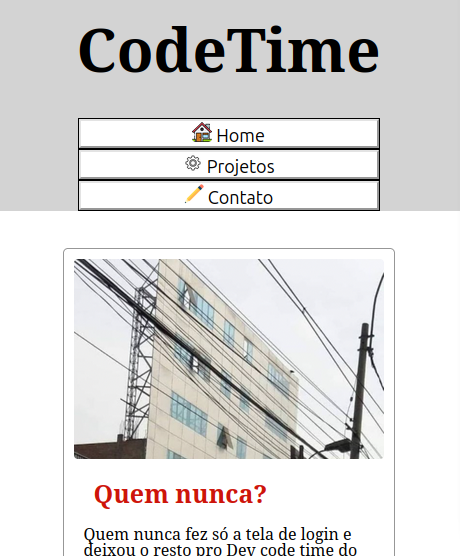 CodeTime
Home
Projetos
Contato
Quem nunca?
Quem nunca fez só a tela de login e
deixou o resto pro Dev code time do